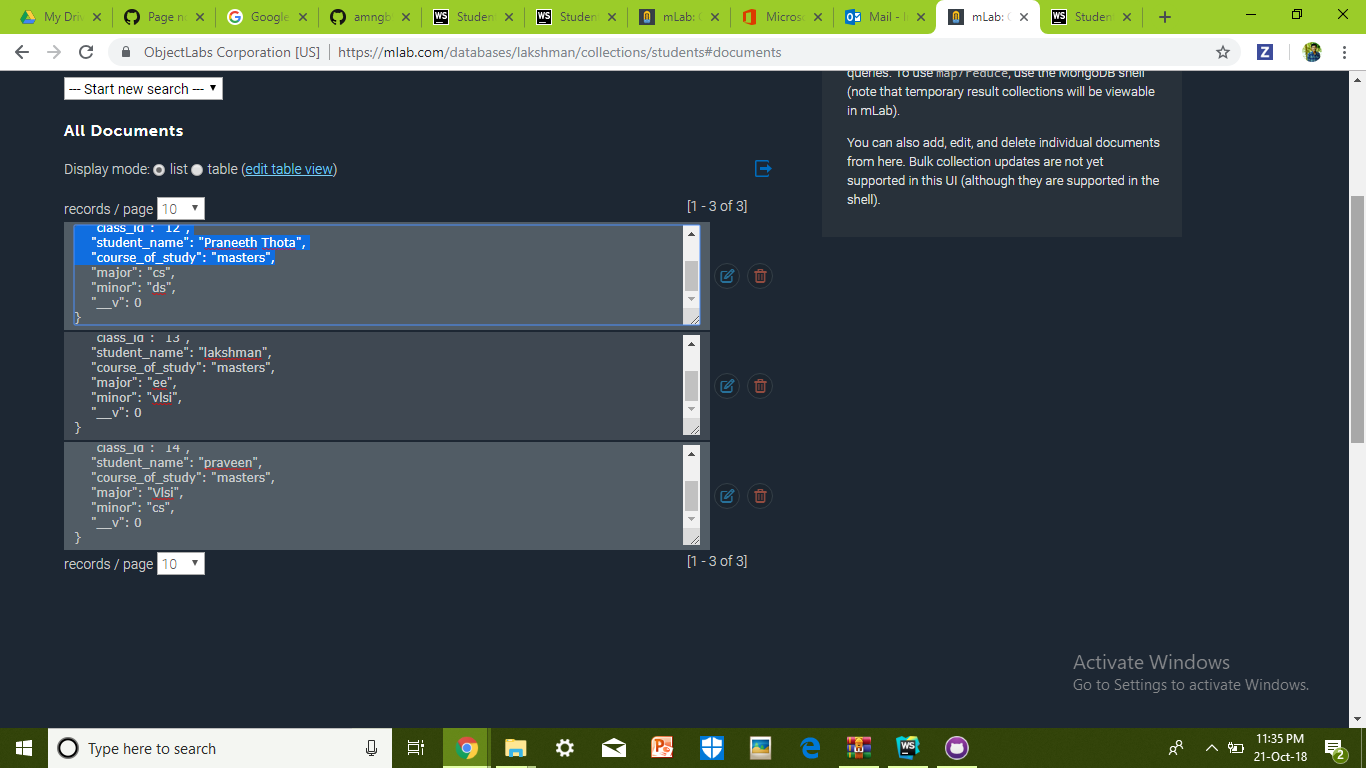 My Driv
Page no
Google
amngb
Student
Student
mLab: C
Microso
Mail - l
mLab: C
Student
ObjectLabs Corporation [US] | https://mlab.com/databases/lakshman/collections/students#documents
--- Start new search ---
queries. To use map/reduce, use the MongoDB shell
(note that temporary result collections will be viewable
in mLab).
You can also add, edit, and delete individual documents
from here. Bulk collection updates are not yet
supported in this UI (although they are supported in the
shell).
All Documents
Display mode: list table (edit table view)
records / page 10
[1 - 3 of 3]
"class_id": "12",
"student_name": "Praneeth Thota",
"course_of_study": "masters",
"major": "cs",
"minor": "ds",
"__v": 0
}
"class_id": "13",
"student_name": "lakshman",
"course_of_study": "masters",
"major": "ee",
"minor": "vlsi",
"__v": 0
}
"class_id": "14",
"student_name": "praveen",
"course_of_study": "masters",
"major": "Vlsi",
"minor": "cs",
"__v": 0
}
records / page 10
[1 - 3 of 3]
Activate Windows
Go to Settings to activate Windows.
Type here to search
11:35 PM
21-Oct-18
2